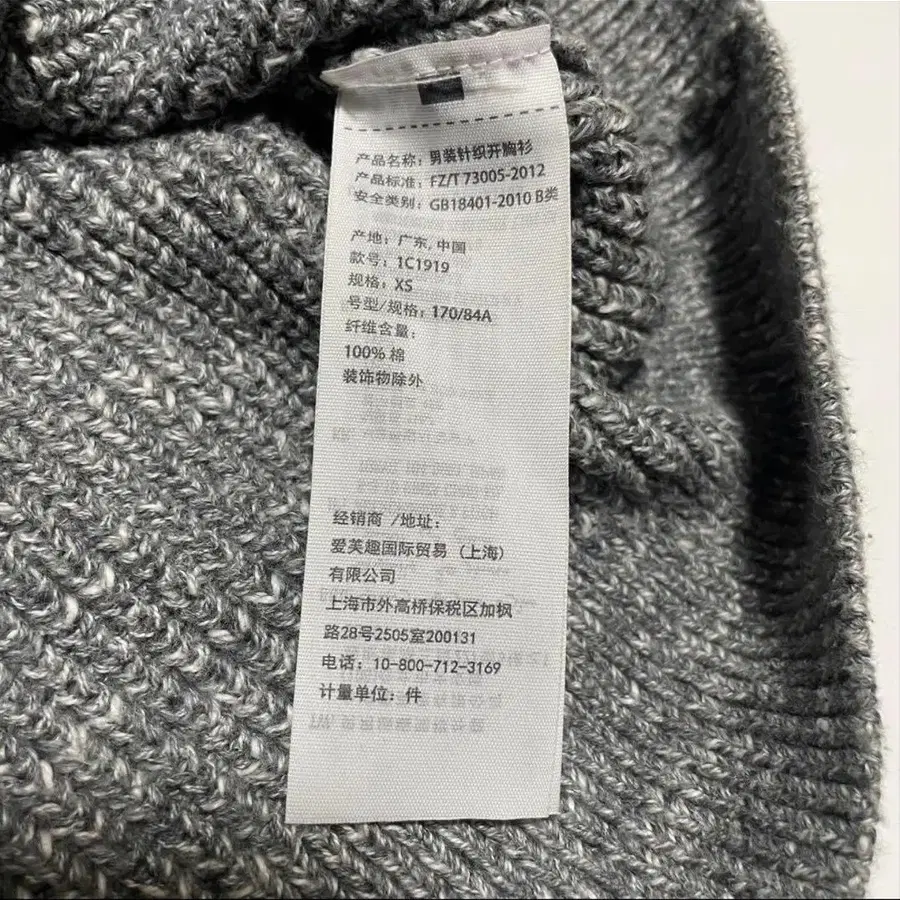 产品名称：男装针织开胸衫
产品标准：FZ/T 73005-2012
安全类别：GB18401-2010 B类
产地：广东, 中国
款号：1C1919
规格：XS
号型/规格：170/84A
纤维含量：
100% 棉
装饰物除外
经销商 /地址：
爱芙趣国际贸易（上海）
有限公司
上海市外高桥保税区加枫
路28号2505室200131
电话：10-800-712-3169
计量单位：件